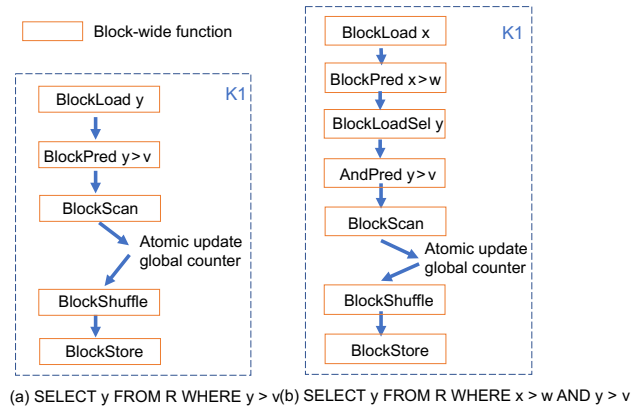 Block-wide function
K1
BlockLoad y
BlockPred y>v
BlockScan
Atomic update
global counter
BlockShuffle
BlockStore
(a) SELECT y FROM R WHERE y > v
K1
BlockLoad x
BlockPred x>w
BlockLoadSel y
AndPred y>v
BlockScan
Atomic update
global counter
BlockShuffle
BlockStore
(b) SELECT y FROM R WHERE x > w AND y > v